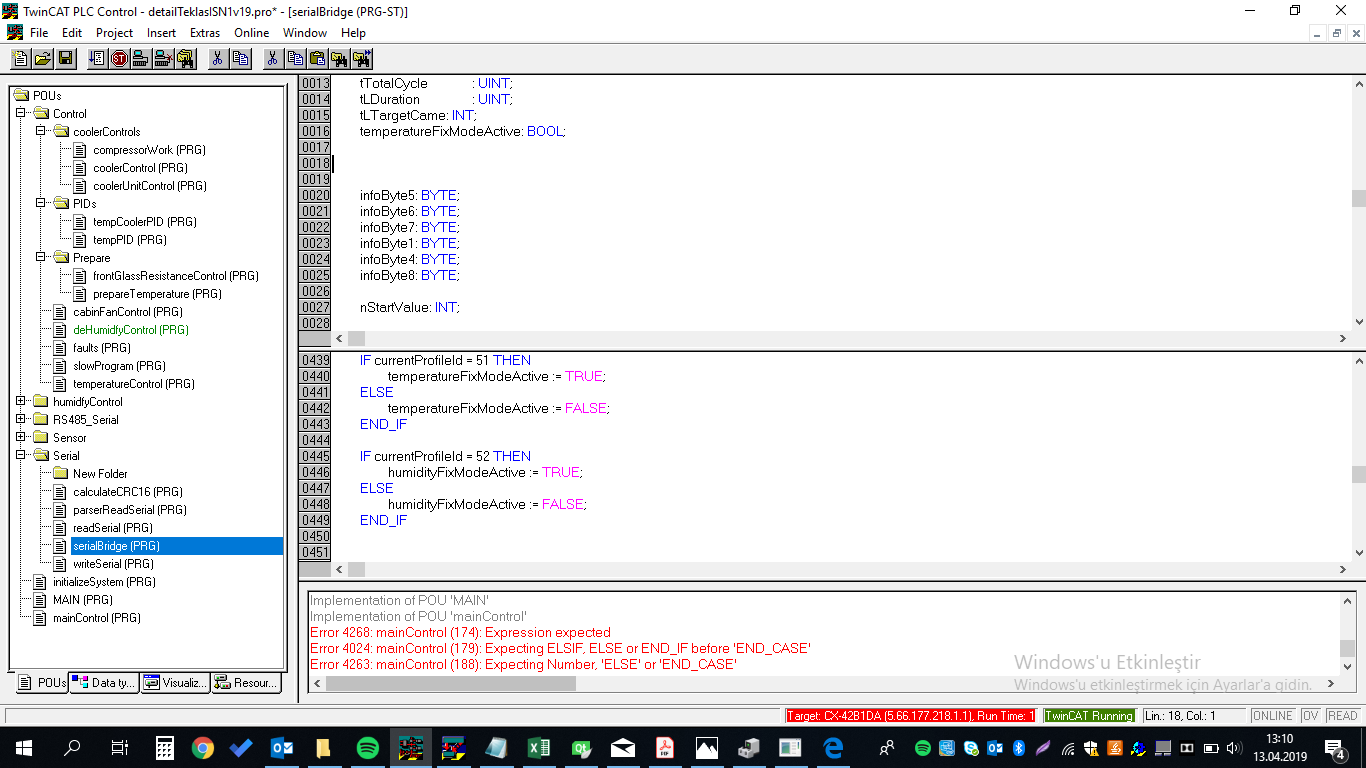 TwinCAT PLC Control - detailTeklasISN1v19.pro* - [serialBridge (PRG-ST)]
File Edit Project Insert Extras Online Window Help
POUs
Control
coolerControls
compressorWork (PRG)
coolerControl (PRG)
coolerUnitControl (PRG)
PIDs
tempCoolerPID (PRG)
tempPID (PRG)
Prepare
frontGlassResistanceControl (PRG)
prepareTemperature (PRG)
cabinFanControl (PRG)
deHumidfyControl (PRG)
faults (PRG)
slowProgram (PRG)
temperatureControl (PRG)
humidfyControl
RS485_Serial
Sensor
Serial
New Folder
calculateCRC16 (PRG)
parserReadSerial (PRG)
readSerial (PRG)
serialBridge (PRG)
writeSerial (PRG)
initializeSystem (PRG)
MAIN (PRG)
mainControl (PRG)
POUs Data ty... Visualiz... Resour...
0013 tTotalCycle : UINT;
0014 tLDuration : UINT;
0015 tLTargetCame: INT;
0016 temperatureFixModeActive: BOOL;
0017
0018
0019
0020 infoByte5: BYTE;
0021 infoByte6: BYTE;
0022 infoByte7: BYTE;
0023 infoByte1: BYTE;
0024 infoByte4: BYTE;
0025 infoByte8: BYTE;
0026
0027 nStartValue: INT;
0028
0439 IF currentProfileId = 51 THEN
0440 temperatureFixModeActive := TRUE;
0441 ELSE
0442 temperatureFixModeActive := FALSE;
0443 END_IF
0444
0445 IF currentProfileId = 52 THEN
0446 humidityFixModeActive := TRUE;
0447 ELSE
0448 humidityFixModeActive := FALSE;
0449 END_IF
0450
0451
Implementation of POU 'MAIN'
Implementation of POU 'mainControl'
Error 4268: mainControl (174): Expression expected
Error 4024: mainControl (179): Expecting ELSIF, ELSE or END_IF before 'END_CASE'
Error 4263: mainControl (188): Expecting Number, 'ELSE' or 'END_CASE'
Windows'u Etkinleştir
Windows'u etkinleştirmek için Ayarlar'a gidin.
Target: CX-42B1DA (5.66.177.218.1.1), Run Time: 1 TwinCAT Running Lin.: 18, Col.: 1 ONLINE OV READ
13:10
13.04.2019
4